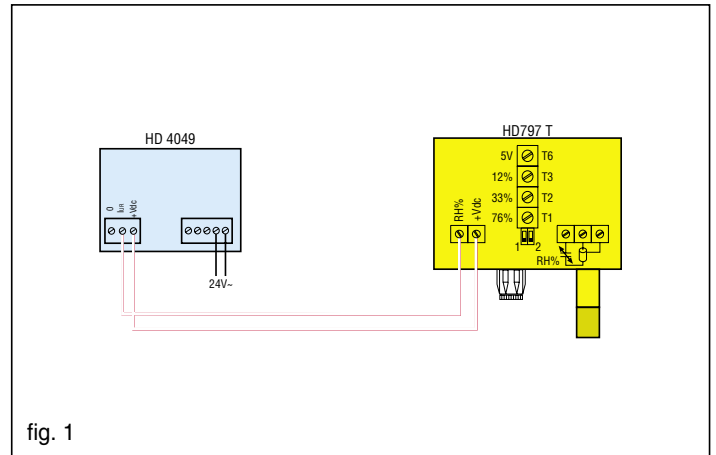 HD 4049
0
IUR
+Vdc
24V~
HD797 T
5V T6
12% T3
33% T2
76% T1
RH%
+Vdc
1 2
RH%
fig. 1